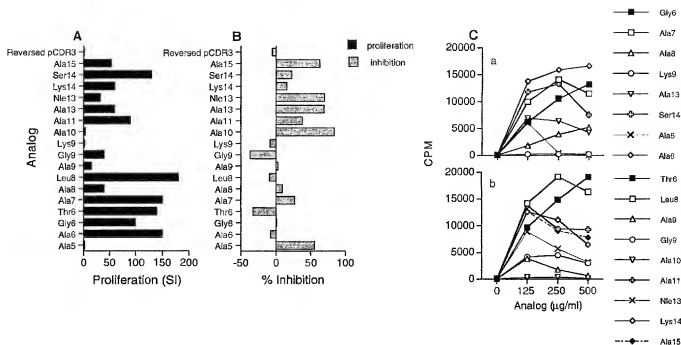 A
Analog
Reversed pCDR3
Ala15
Ser14
Lys14
Nle13
Ala13
Ala11
Ala10
Lys9
Gly9
Ala9
Leu8
Ala8
Ala7
Thr6
Gly6
Ala6
Ala5
0 50 100 150 200
Proliferation (SI)
B
Reversed pCDR3
Ala15
Ser14
Lys14
Nle13
Ala13
Ala11
Ala10
Lys9
Gly9
Ala9
Leu8
Ala8
Ala7
Thr6
Gly6
Ala6
Ala5
-50 0 50 100
% Inhibition
proliferation
inhibition
C
CPM
a
20000
15000
10000
5000
0
b
20000
15000
10000
5000
0
0 125 250 500
Analog (µg/ml)
Gly6
Ala7
Ala8
Lys9
Ala13
Ser14
Ala5
Ala6
Thr6
Leu8
Ala9
Gly9
Ala10
Ala11
Nle13
Lys14
Ala15